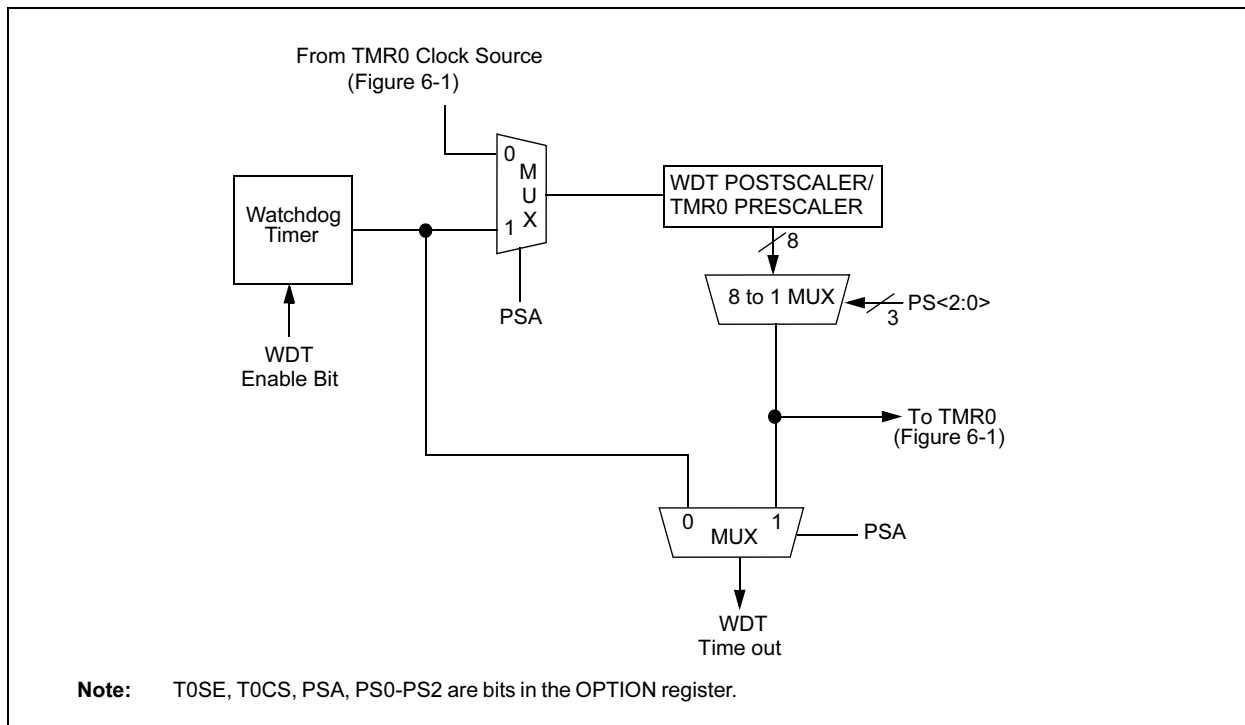 From TMR0 Clock Source
(Figure 6-1)
0
M
U
X
1
WDT POSTSCALER/
TMR0 PRESCALER
Watchdog
Timer
8
8 to 1 MUX
PS<2:0>
3
PSA
WDT
Enable Bit
To TMR0
(Figure 6-1)
0
1
MUX
PSA
WDT
Time out
Note: T0SE, T0CS, PSA, PS0-PS2 are bits in the OPTION register.